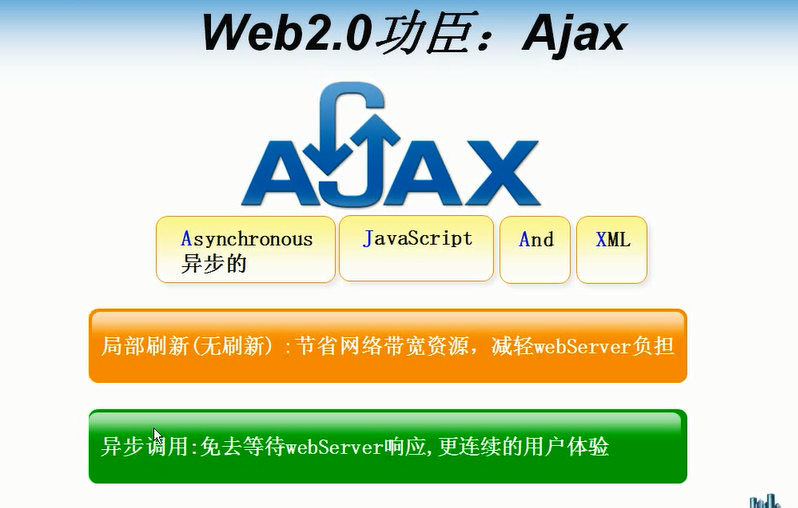 Web2.0功臣：Ajax
AJAX
Asynchronous
异步的
JavaScript
And
XML
局部刷新(无刷新) :节省网络带宽资源，减轻webServer负担
异步调用:免去等待webServer响应,更连续的用户体验